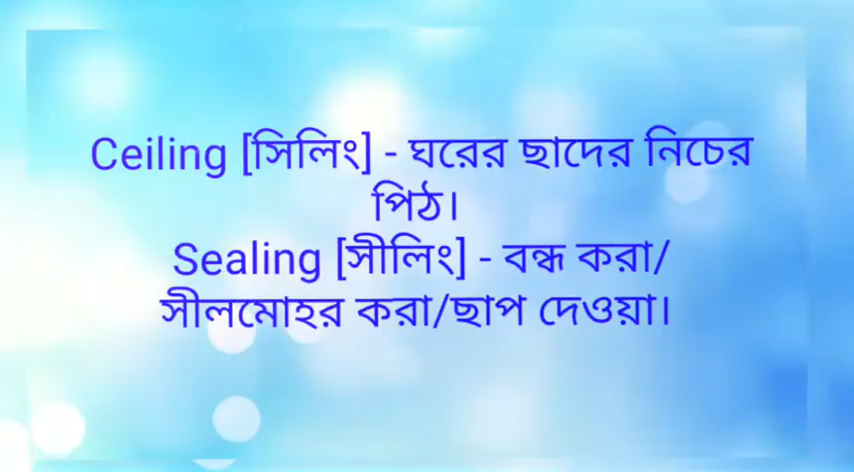 Ceiling [সিলিং] - ঘরের ছাদের নিচের
পিঠ।
Sealing [সীলিং] - বন্ধ করা/
সীলমোহর করা/ছাপ দেওয়া।